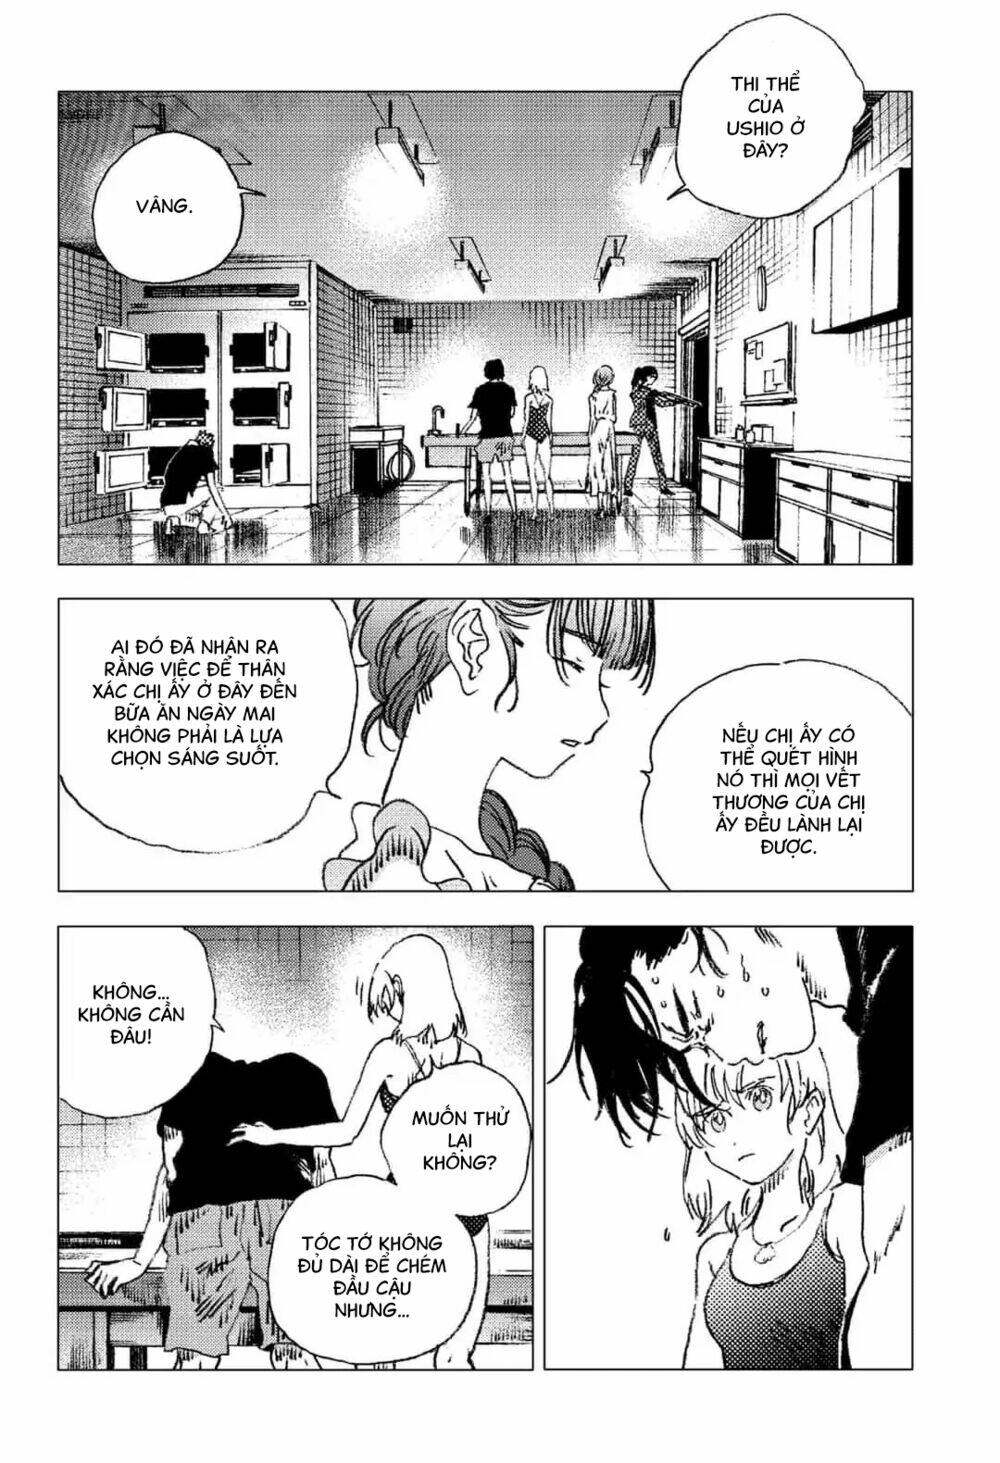 THI THỂ
CỦA
USHIO Ở
ĐÂY?
VÂNG.
NẾU CHỊ ẤY CÓ
THỂ QUÉT HÌNH
NÓ THÌ MỌI VẾT
THƯƠNG CỦA CHỊ
ẤY ĐỀU LÀNH LẠI
ĐƯỢC.
AI ĐÓ ĐÃ NHẬN RA
RẰNG VIỆC ĐỂ THÂN
XÁC CHỊ ẤY Ở ĐÂY ĐẾN
BỮA ĂN NGÀY MAI
KHÔNG PHẢI LÀ LỰA
CHỌN SÁNG SUỐT.
MUỐN THỬ
LẠI
KHÔNG?
TÓC TỚ KHÔNG
ĐỦ DÀI ĐỂ CHÉM
ĐẦU CẬU
NHƯNG...
KHÔNG...
KHÔNG CẦN
ĐÂU!